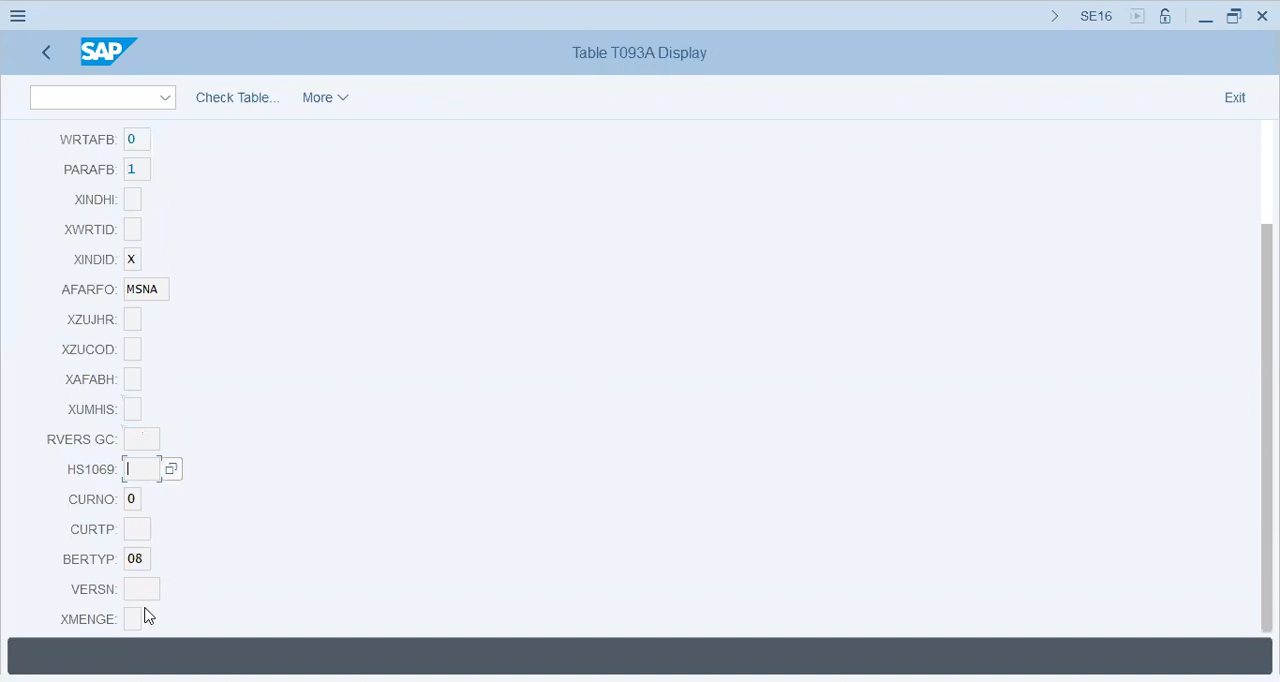 SE16
SAP
Table T093A Display
Check Table...
More
Exit
WRTAFB: 0
PARAFB: 1
XINDHI:
XWRTID:
XINDID: X
AFARFO: MSNA
XZUJHR:
XZUCOD:
XAFABH:
XUMHIS:
RVERS GC:
HS1069:
CURNO: 0
CURTP:
BERTYP: 08
VERSN:
XMENGE: